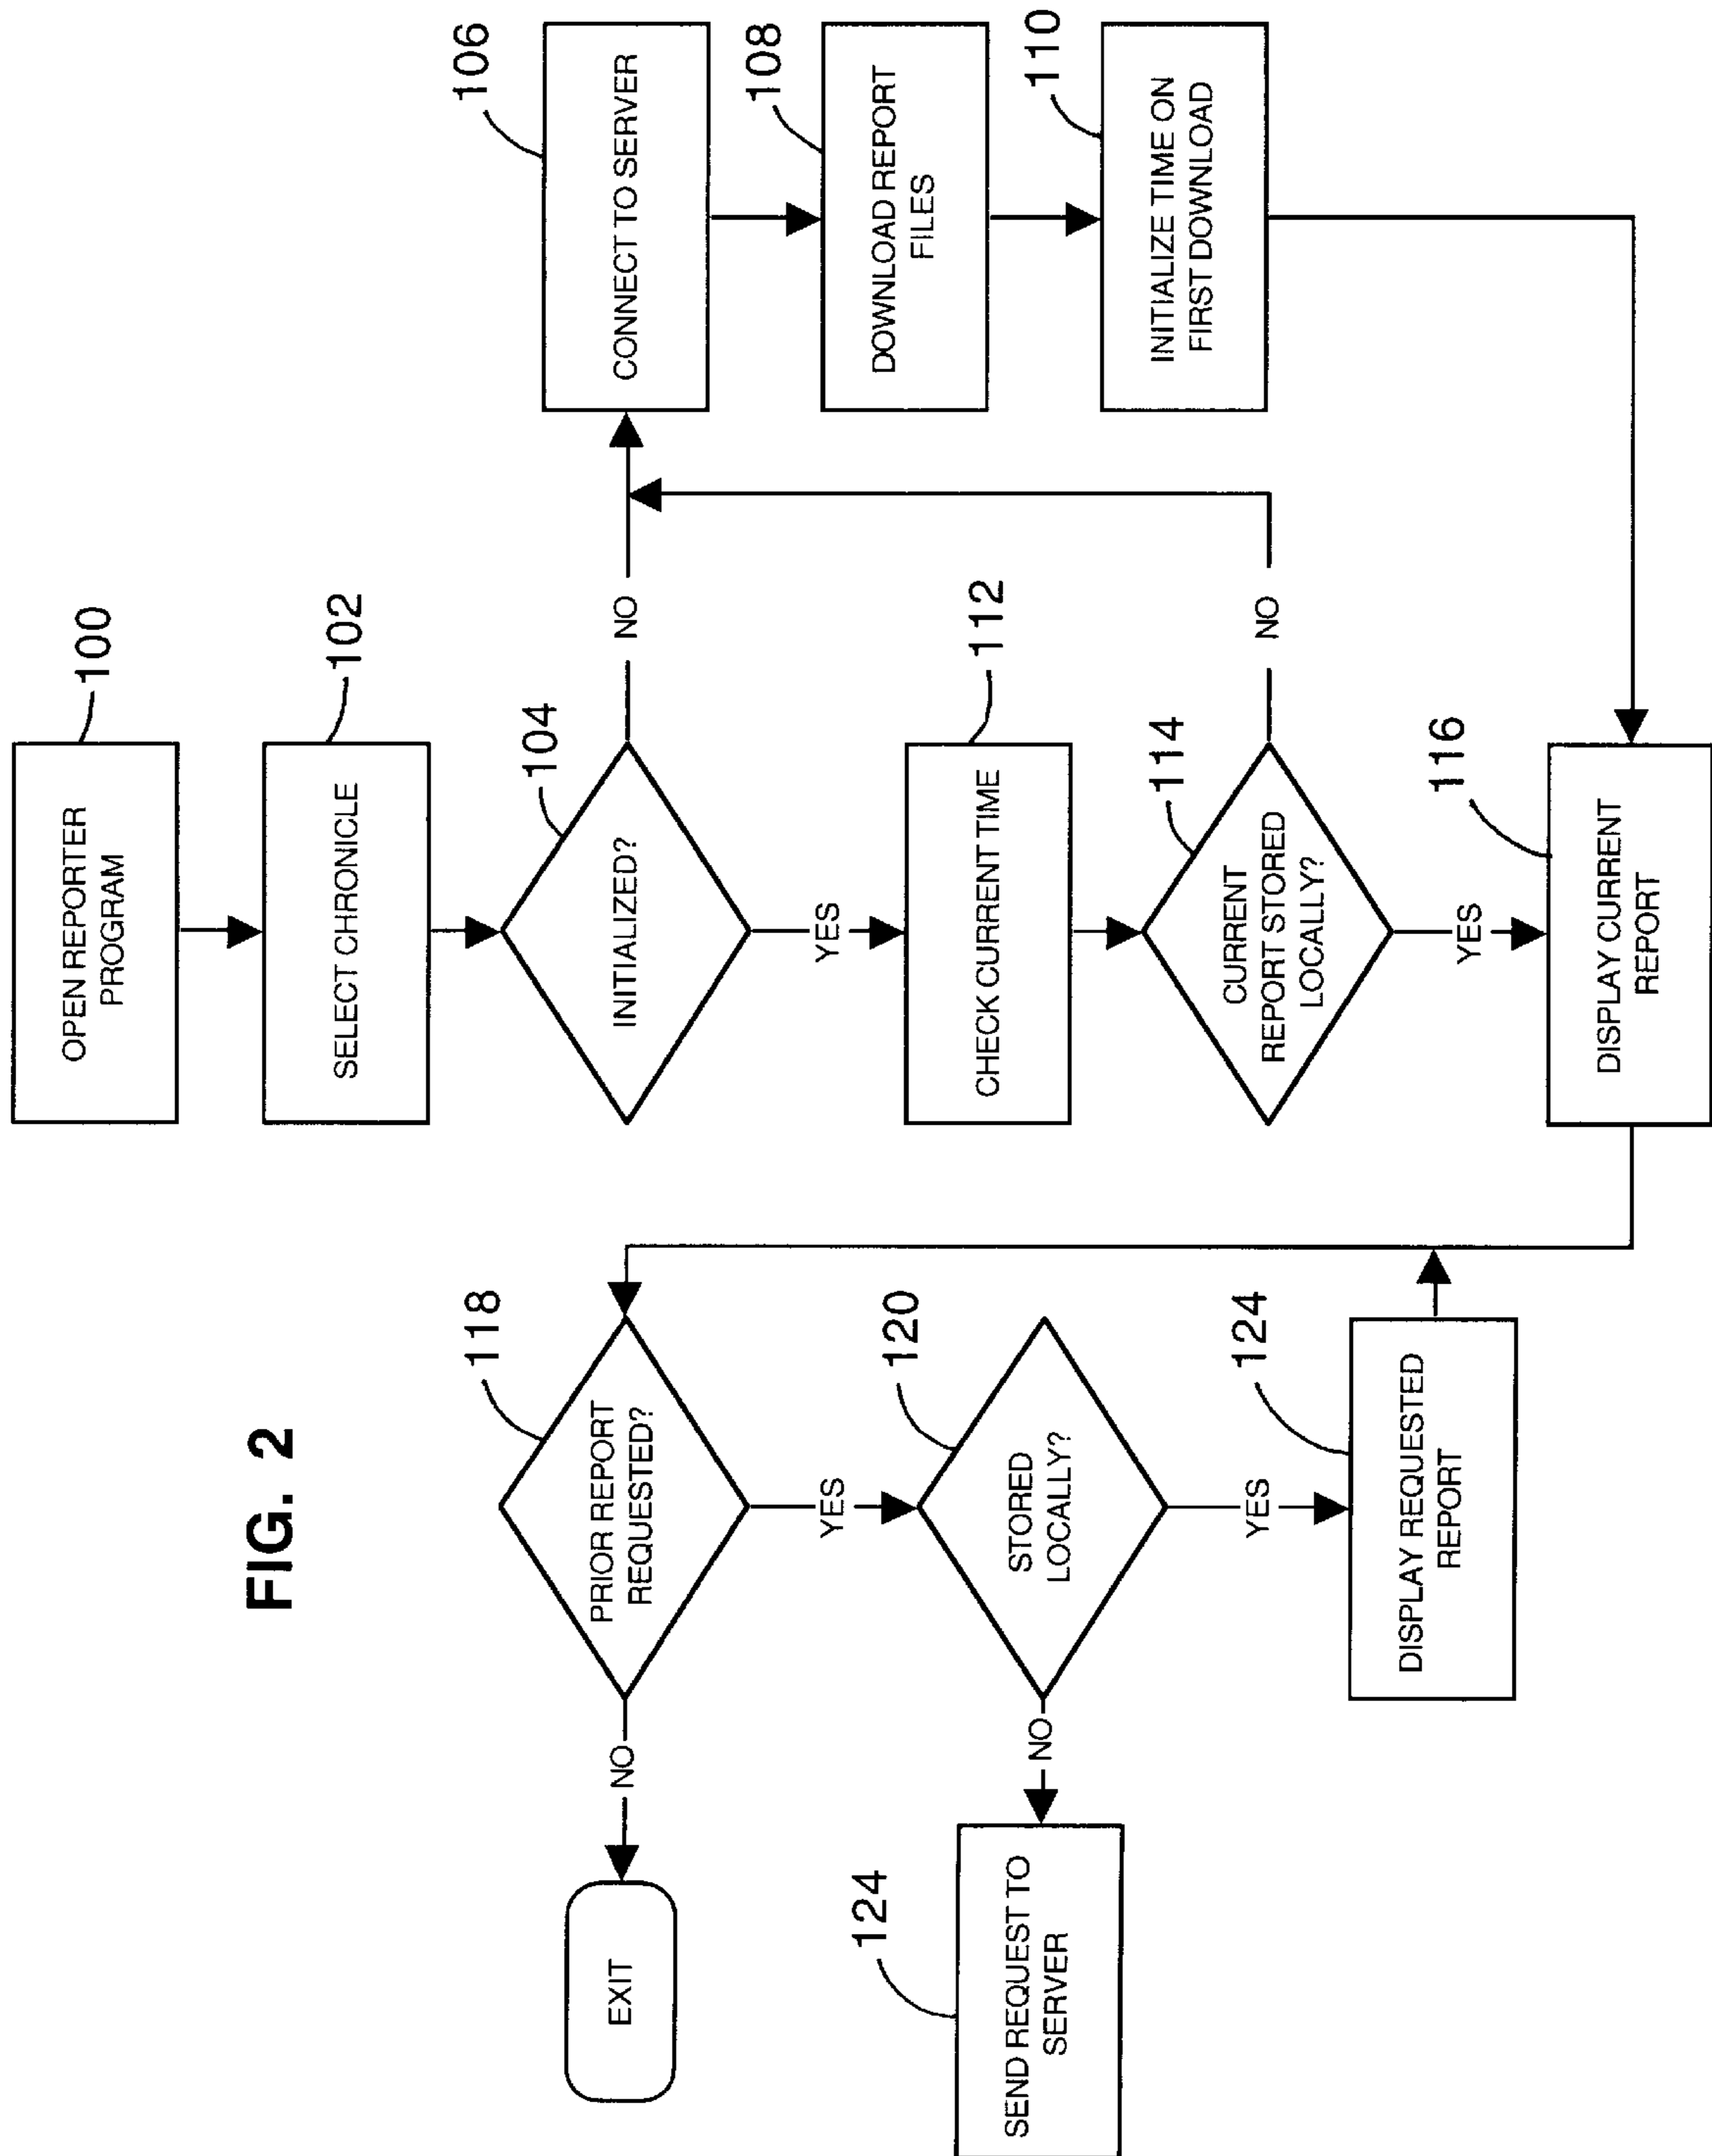 FIG. 2
100
OPEN REPORTER
PROGRAM
102
SELECT CHRONICLE
104
INITIALIZED?
NO
YES
106
CONNECT TO SERVER
108
DOWNLOAD REPORT
FILES
110
INITIALIZE TIME ON
FIRST DOWNLOAD
112
CHECK CURRENT TIME
114
CURRENT
REPORT STORED
LOCALLY?
NO
YES
116
DISPLAY CURRENT
REPORT
118
PRIOR REPORT
REQUESTED?
NO
EXIT
YES
120
STORED
LOCALLY?
NO
124
SEND REQUEST TO
SERVER
YES
124
DISPLAY REQUESTED
REPORT